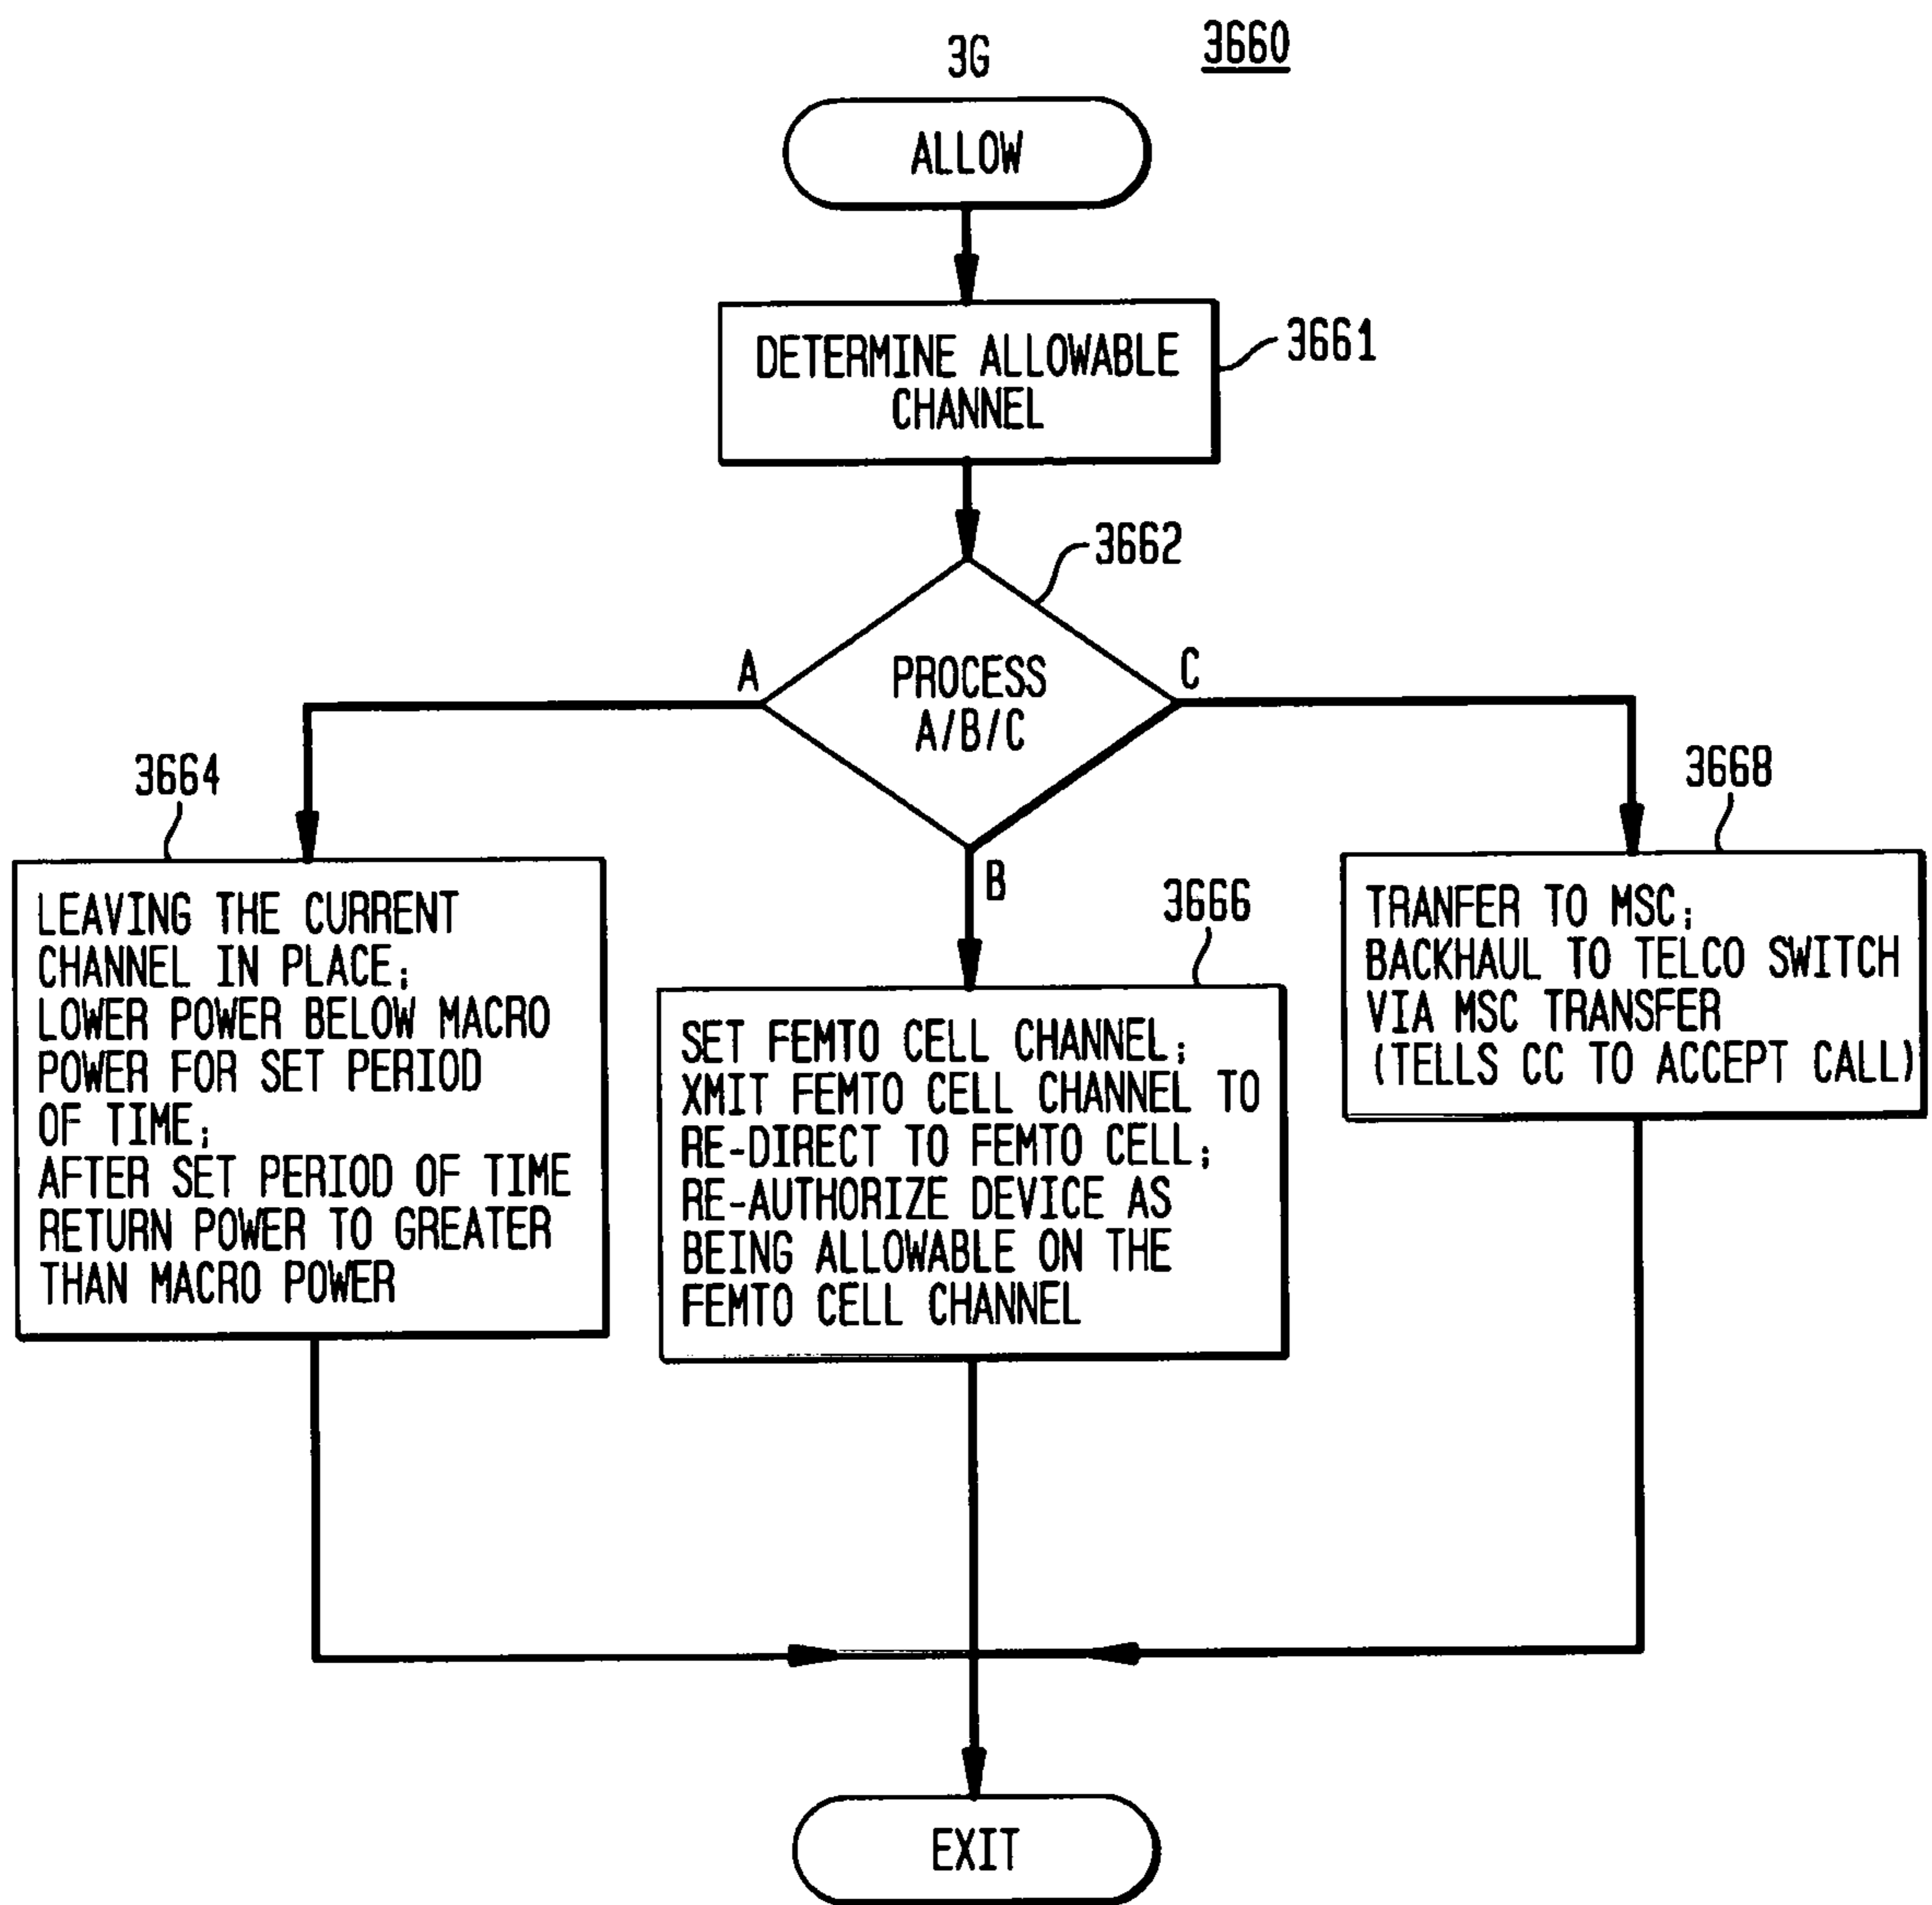 3G
3660
ALLOW
DETERMINE ALLOWABLE
CHANNEL
3661
3662
PROCESS
A/B/C
A
C
B
3664
LEAVING THE CURRENT
CHANNEL IN PLACE;
LOWER POWER BELOW MACRO
POWER FOR SET PERIOD
OF TIME;
AFTER SET PERIOD OF TIME
RETURN POWER TO GREATER
THAN MACRO POWER
3666
SET FEMTO CELL CHANNEL;
XMIT FEMTO CELL CHANNEL TO
RE-DIRECT TO FEMTO CELL;
RE-AUTHORIZE DEVICE AS
BEING ALLOWABLE ON THE
FEMTO CELL CHANNEL
3668
TRANFER TO MSC;
BACKHAUL TO TELCO SWITCH
VIA MSC TRANSFER
(TELLS CC TO ACCEPT CALL)
EXIT